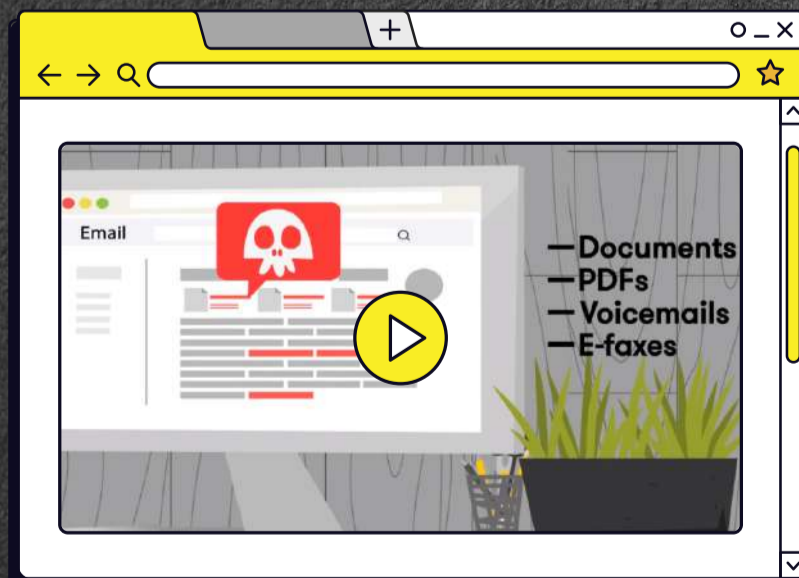 Email
—Documents
—PDFs
—Voicemails
—E-faxes